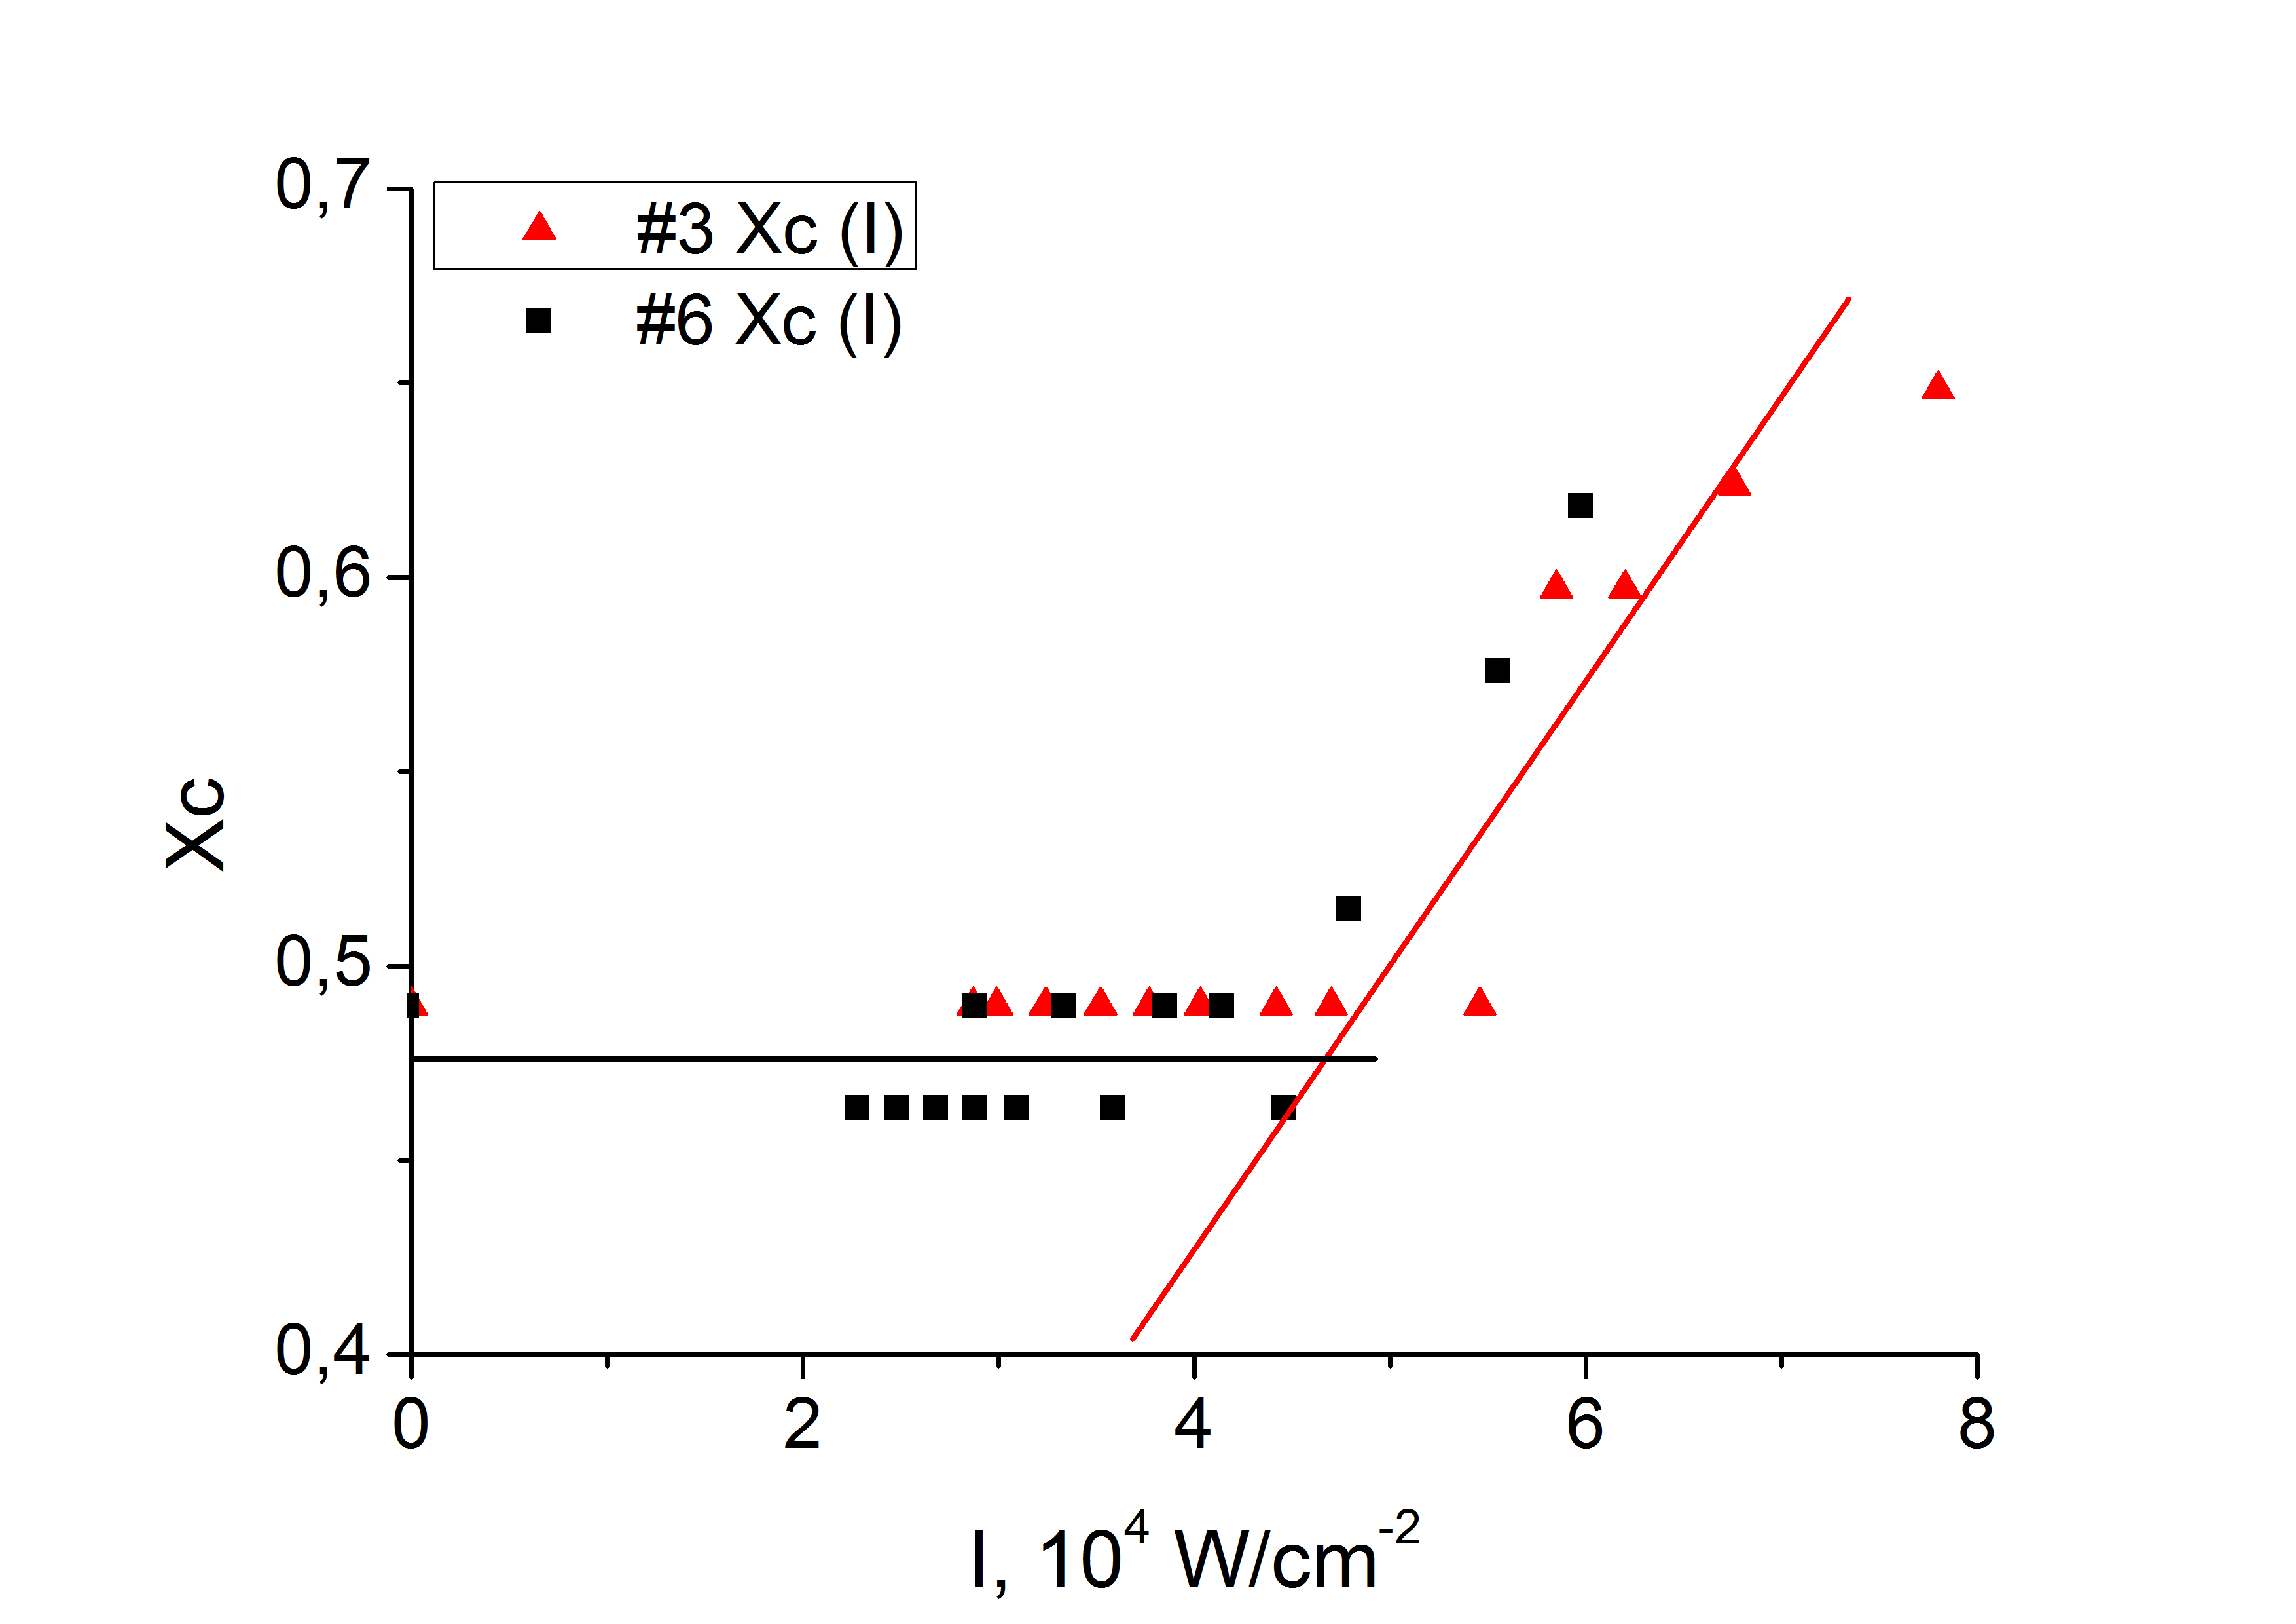 0,7
#3 Xc (I)
#6 Xc (I)
0,6
Xc
0,5
0,4
0 2 4 6 8
I, 10⁴ W/cm⁻²